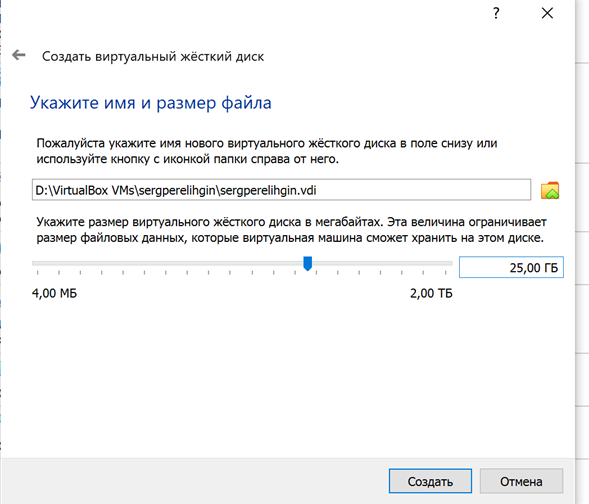 ?
Создать виртуальный жёсткий диск
Укажите имя и размер файла
Пожалуйста укажите имя нового виртуального жёсткого диска в поле снизу или
используйте кнопку с иконкой папки справа от него.
D:\VirtualBox VMs\sergperelihgin\sergperelihgin.vdi
Укажите размер виртуального жёсткого диска в мегабайтах. Эта величина ограничивает
размер файловых данных, которые виртуальная машина сможет хранить на этом диске.
25,00 ГБ
4,00 МБ 2,00 ТБ
Создать Отмена